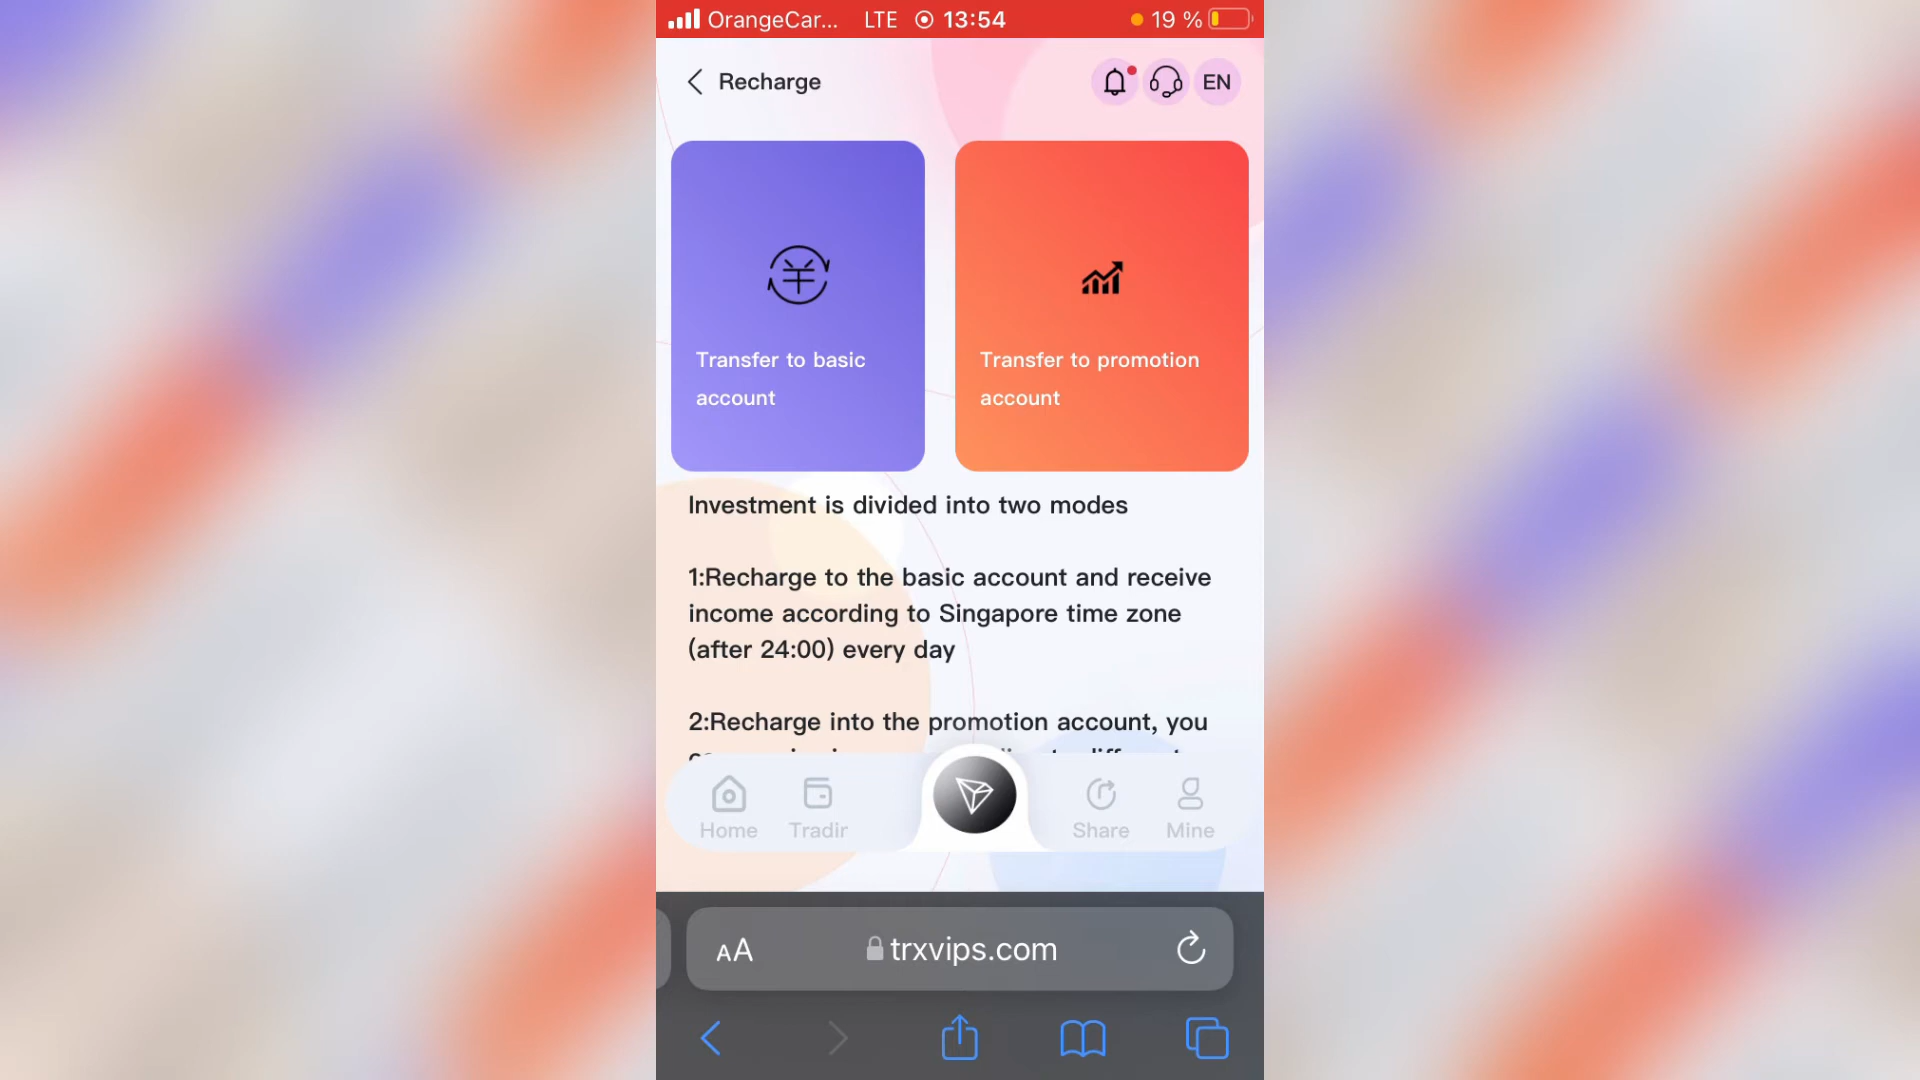 OrangeCar... LTE 13:54 19 %
Recharge
EN
Transfer to basic
account
Transfer to promotion
account
Investment is divided into two modes
1:Recharge to the basic account and receive
income according to Singapore time zone
(after 24:00) every day
2:Recharge into the promotion account, you
Home Tradir Share Mine
AA trxvips.com